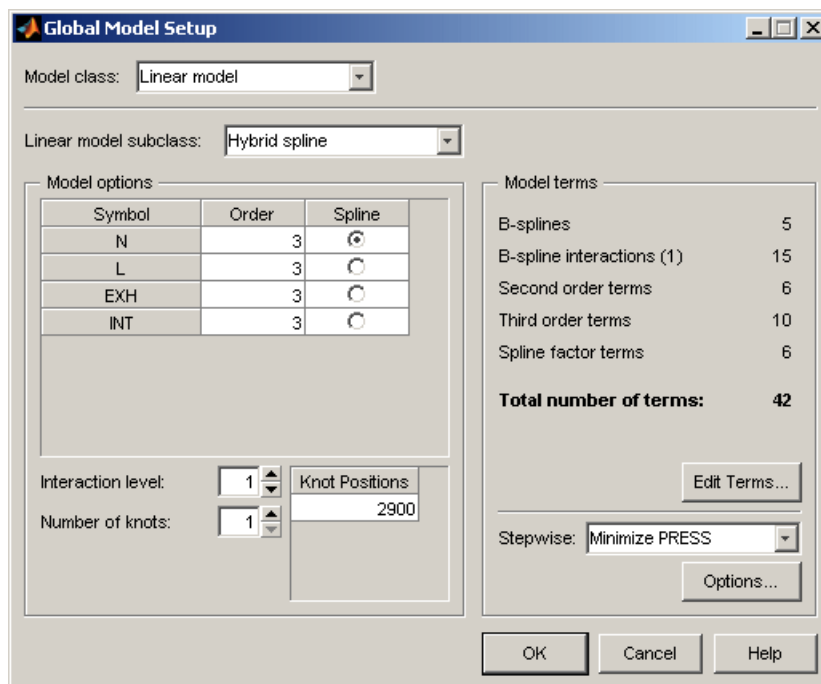 Global Model Setup
Model class: Linear model
Linear model subclass: Hybrid spline
Model options
Symbol Order Spline
N 3
L 3
EXH 3
INT 3
Interaction level: 1
Number of knots: 1
Knot Positions
2900
Model terms
B-splines 5
B-spline interactions (1) 15
Second order terms 6
Third order terms 10
Spline factor terms 6
Total number of terms: 42
Edit Terms...
Stepwise: Minimize PRESS
Options...
OK Cancel Help